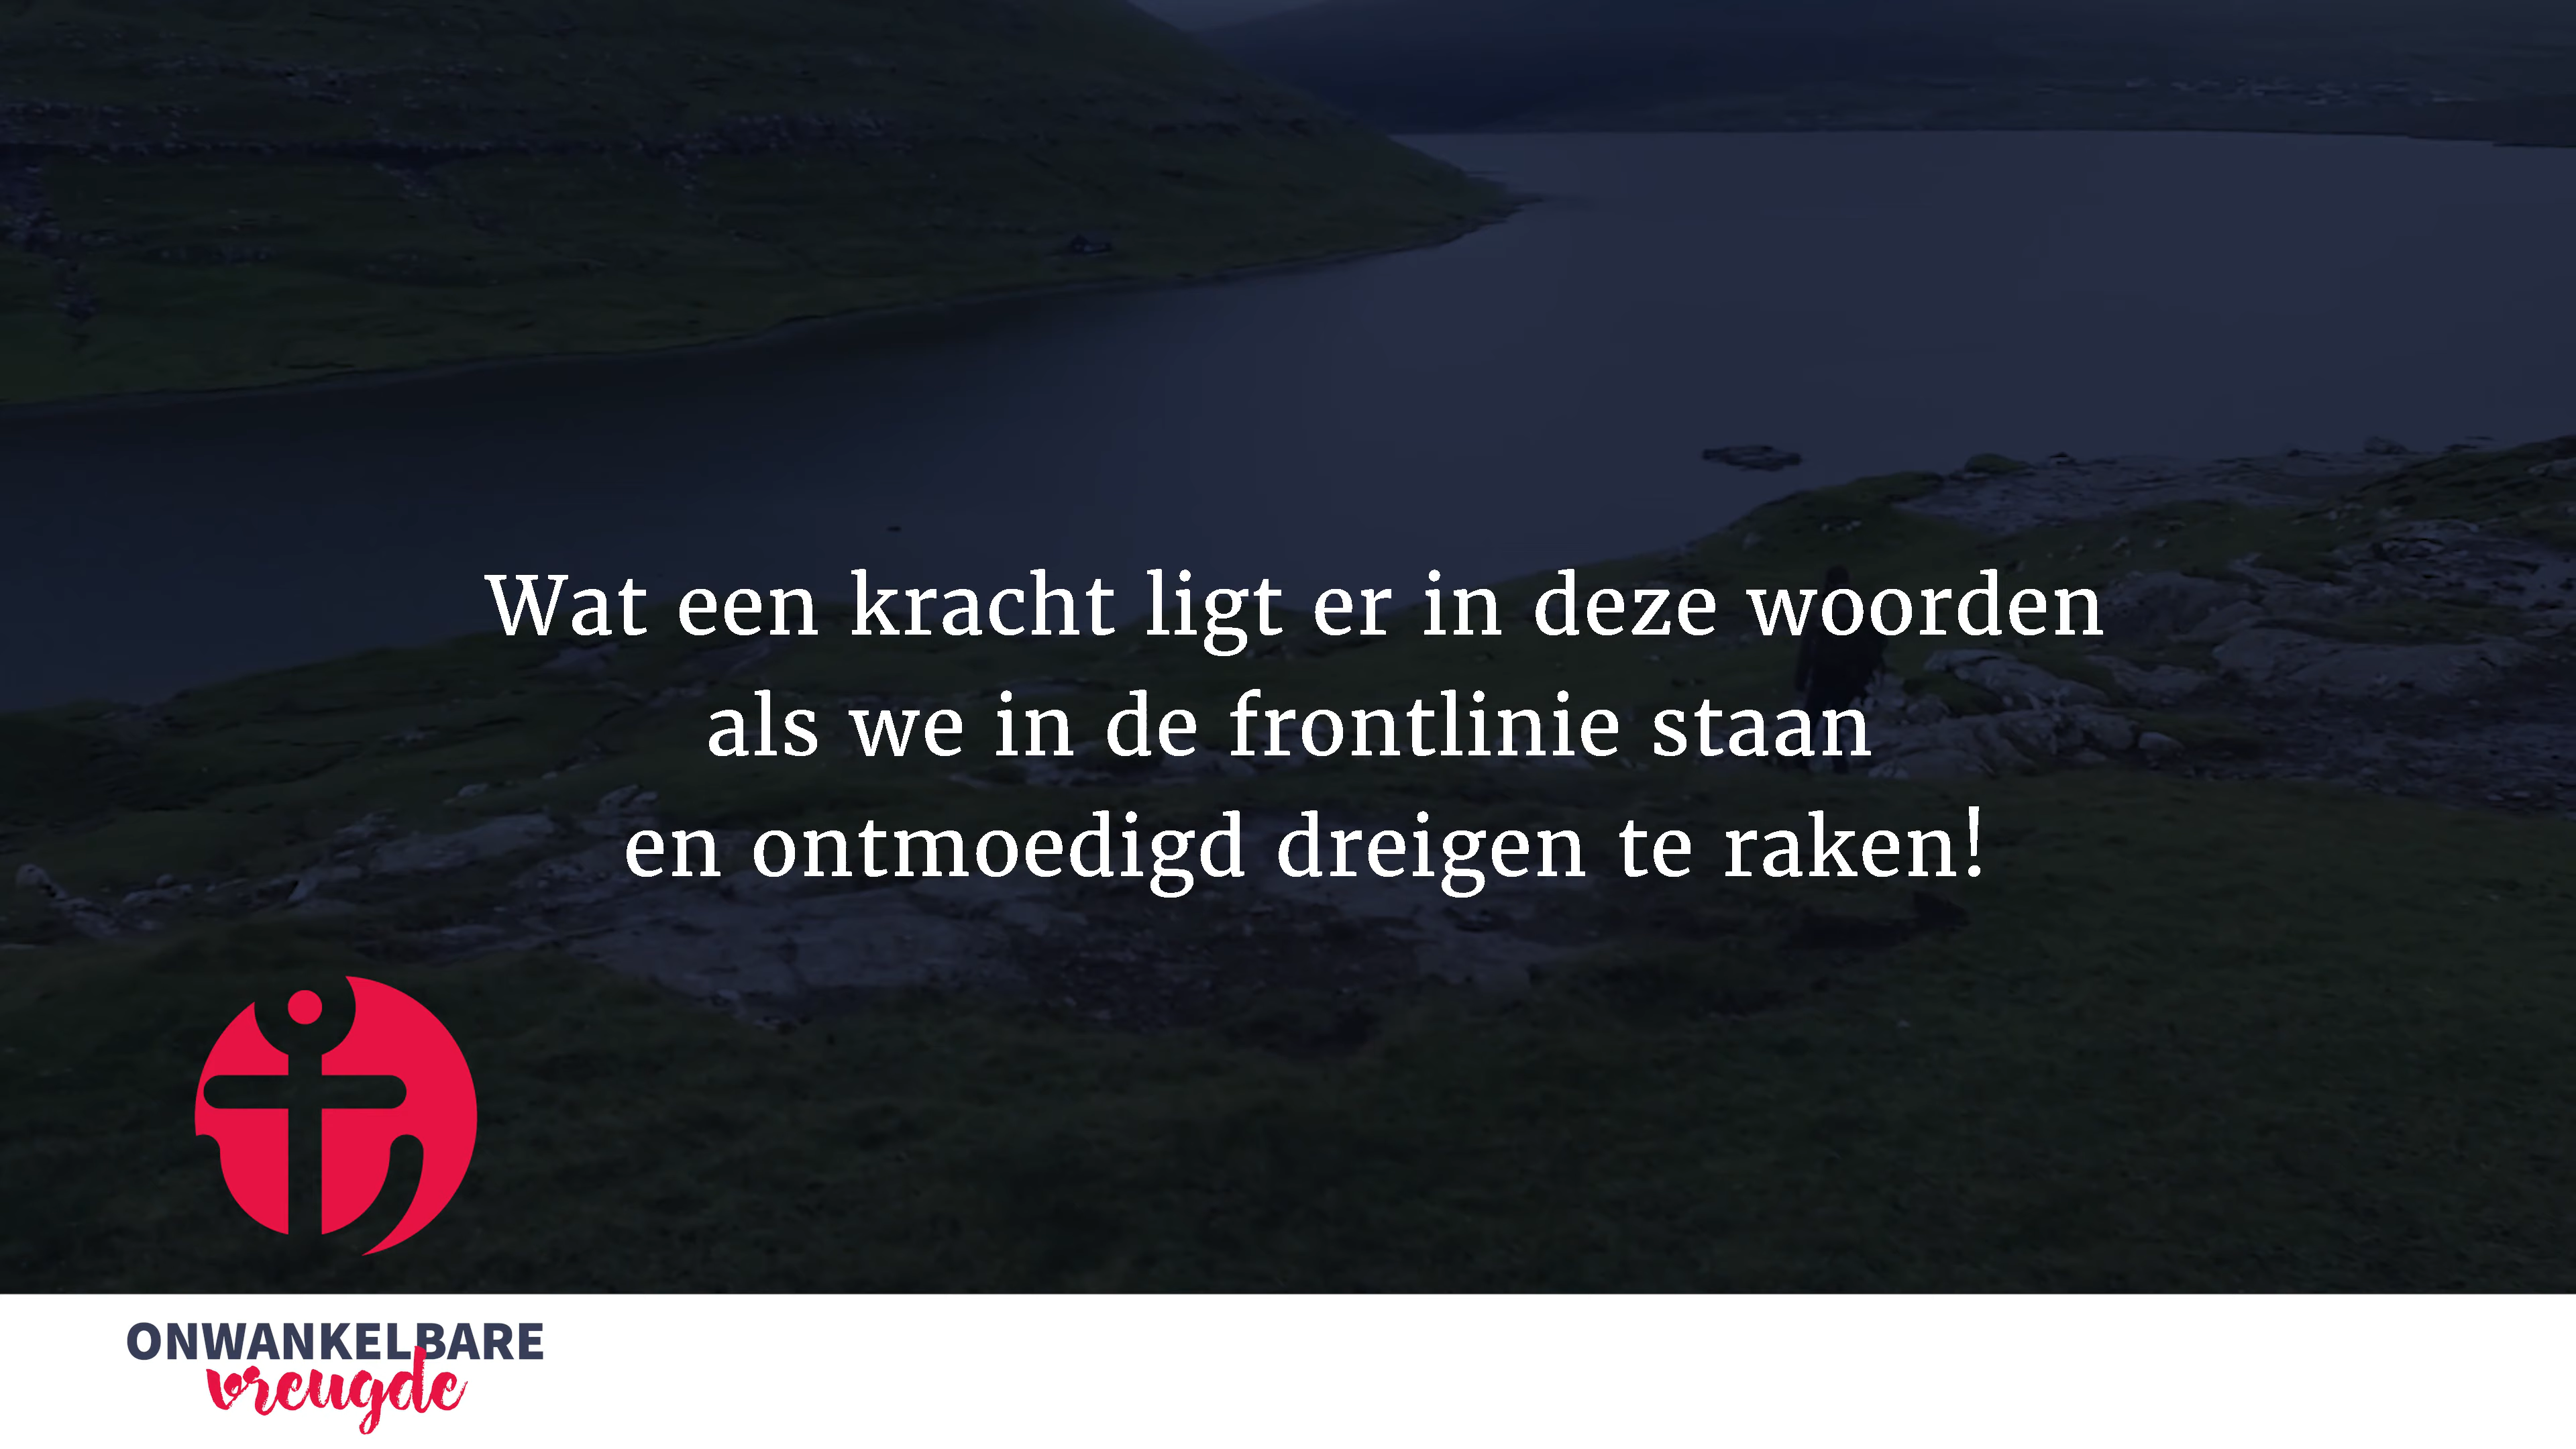 Wat een kracht ligt er in deze woorden
als we in de frontlinie staan
en ontmoedigd dreigen te raken!
ONWANKELBARE
vreugde